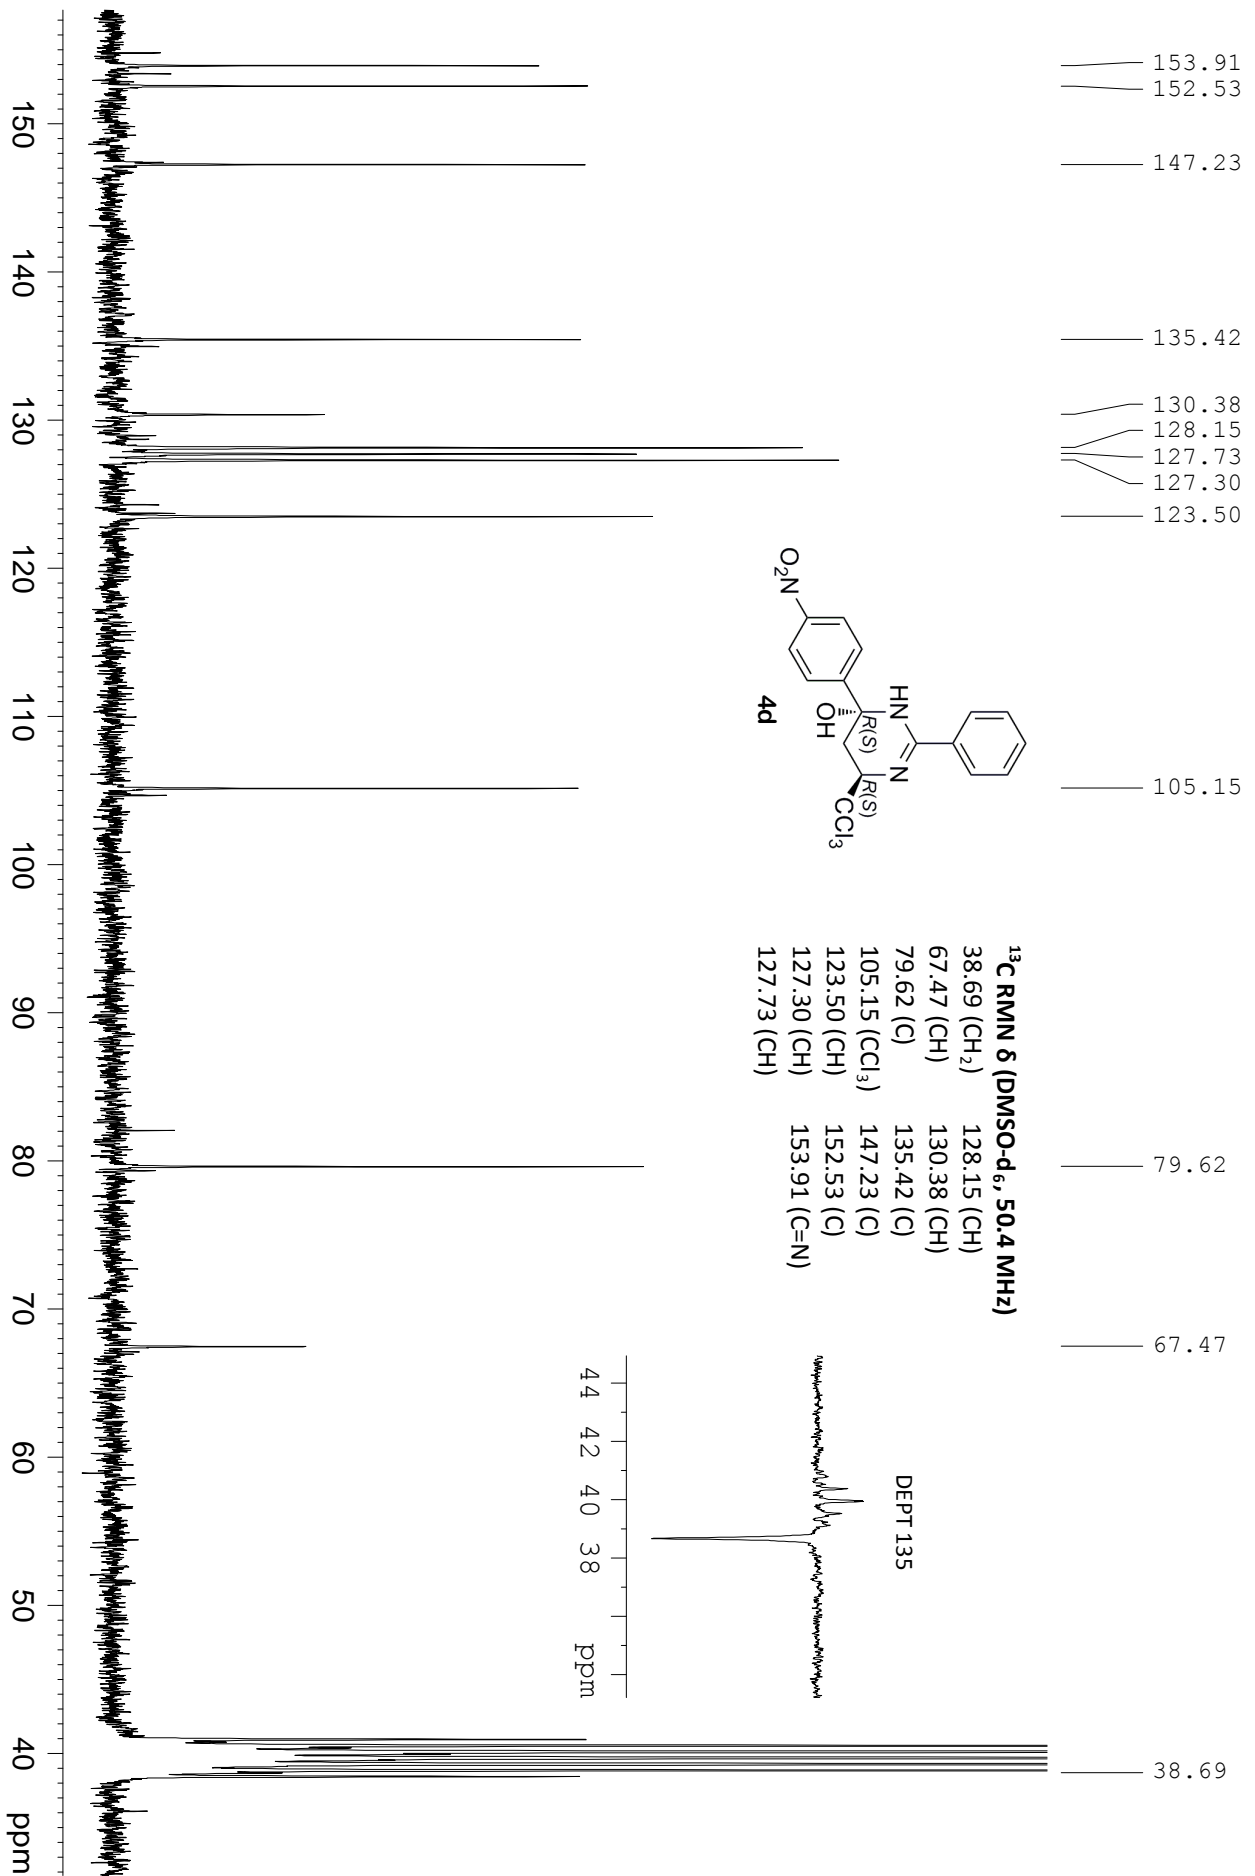 153.91
152.53
147.23
135.42
130.38
128.15
127.73
127.30
123.50
105.15
79.62
67.47
38.69
O₂N
HN
N
OH
R(S)
R(S)
CCl₃
4d
¹³C RMN δ (DMSO-d₆, 50.4 MHz)
38.69 (CH₂) 128.15 (CH)
67.47 (CH) 130.38 (CH)
79.62 (C) 135.42 (C)
105.15 (CCl₃) 147.23 (C)
123.50 (CH) 152.53 (C)
127.30 (CH) 153.91 (C=N)
127.73 (CH)
DEPT 135
44 42 40 38 ppm
150 140 130 120 110 100 90 80 70 60 50 40 ppm